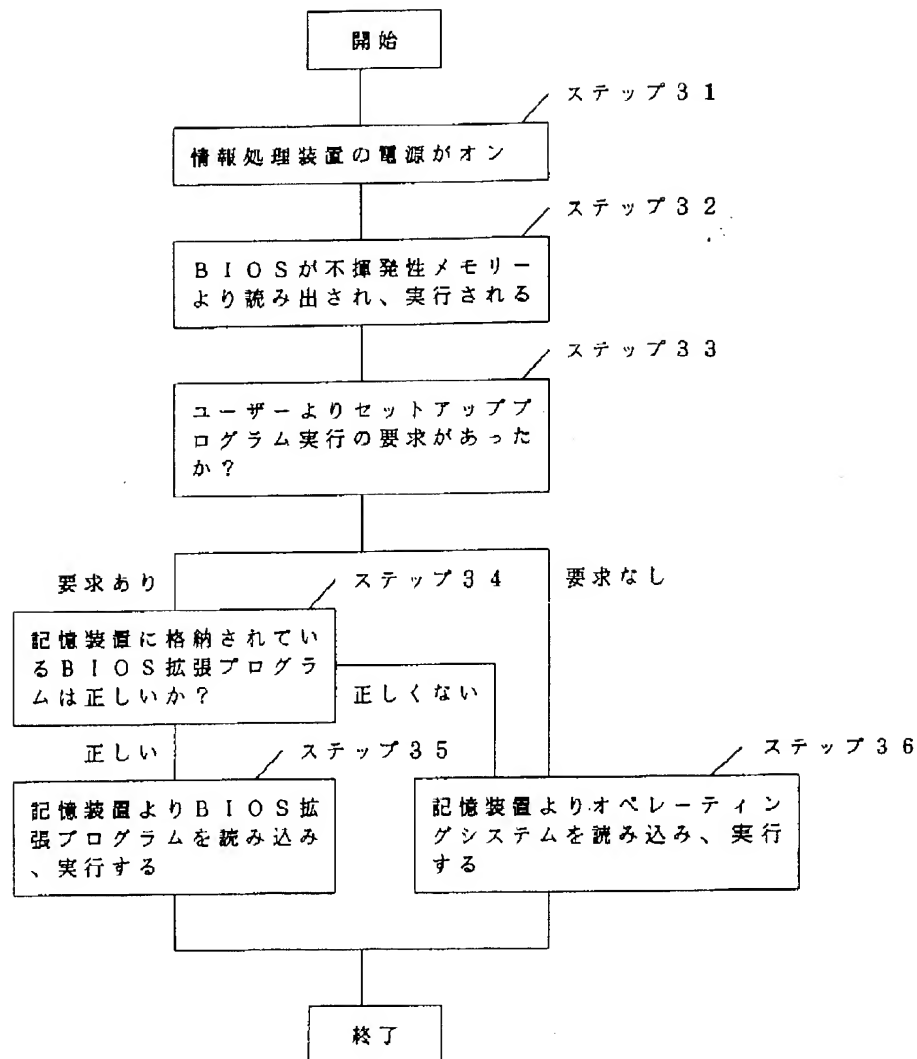 開始
ステップ31
情報処理装置の電源がオン
ステップ32
BIOSが不揮発性メモリー
より読み出され、実行される
ステップ33
ユーザーよりセットアッププ
ログラム実行の要求があった
か?
要求あり
ステップ34
要求なし
記憶装置に格納されてい
るBIOS拡張プログラ
ムは正しいか?
正しくない
正しい
ステップ35
ステップ36
記憶装置よりBIOS拡
張プログラムを読み込み
、実行する
記憶装置よりオペレーティン
グシステムを読み込み、実行
する
終了